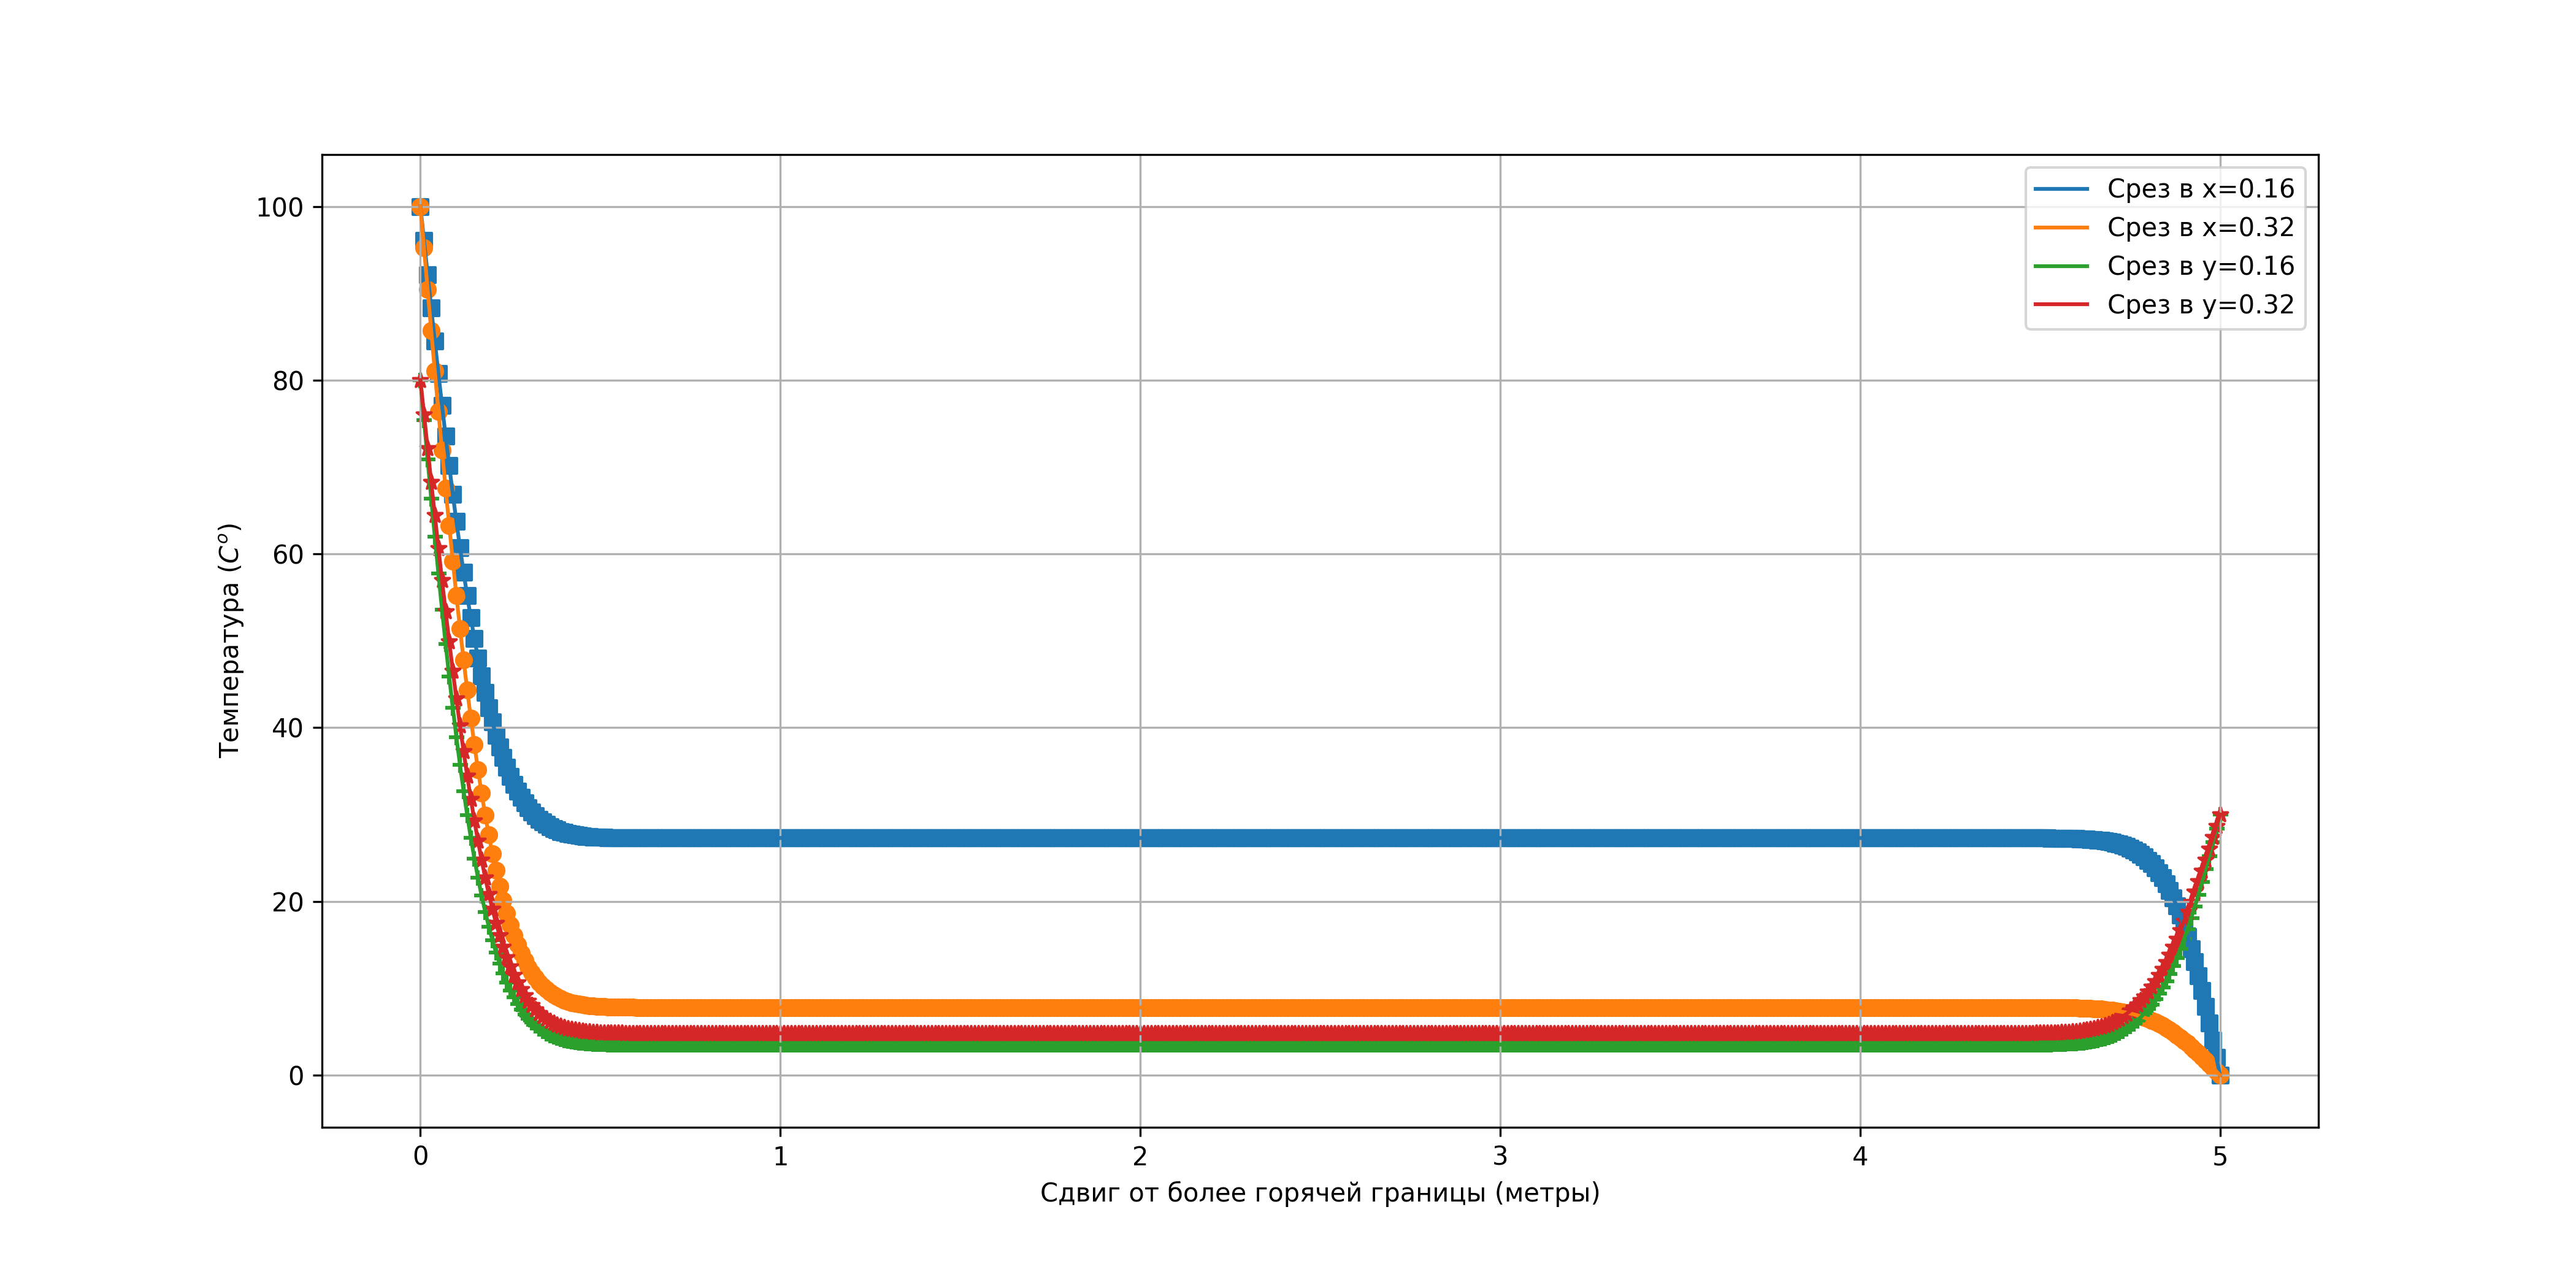 Срез в x=0.16
Срез в x=0.32
Срез в y=0.16
Срез в y=0.32
Температура (C^o)
100
80
60
40
20
0
0 1 2 3 4 5
Сдвиг от более горячей границы (метры)